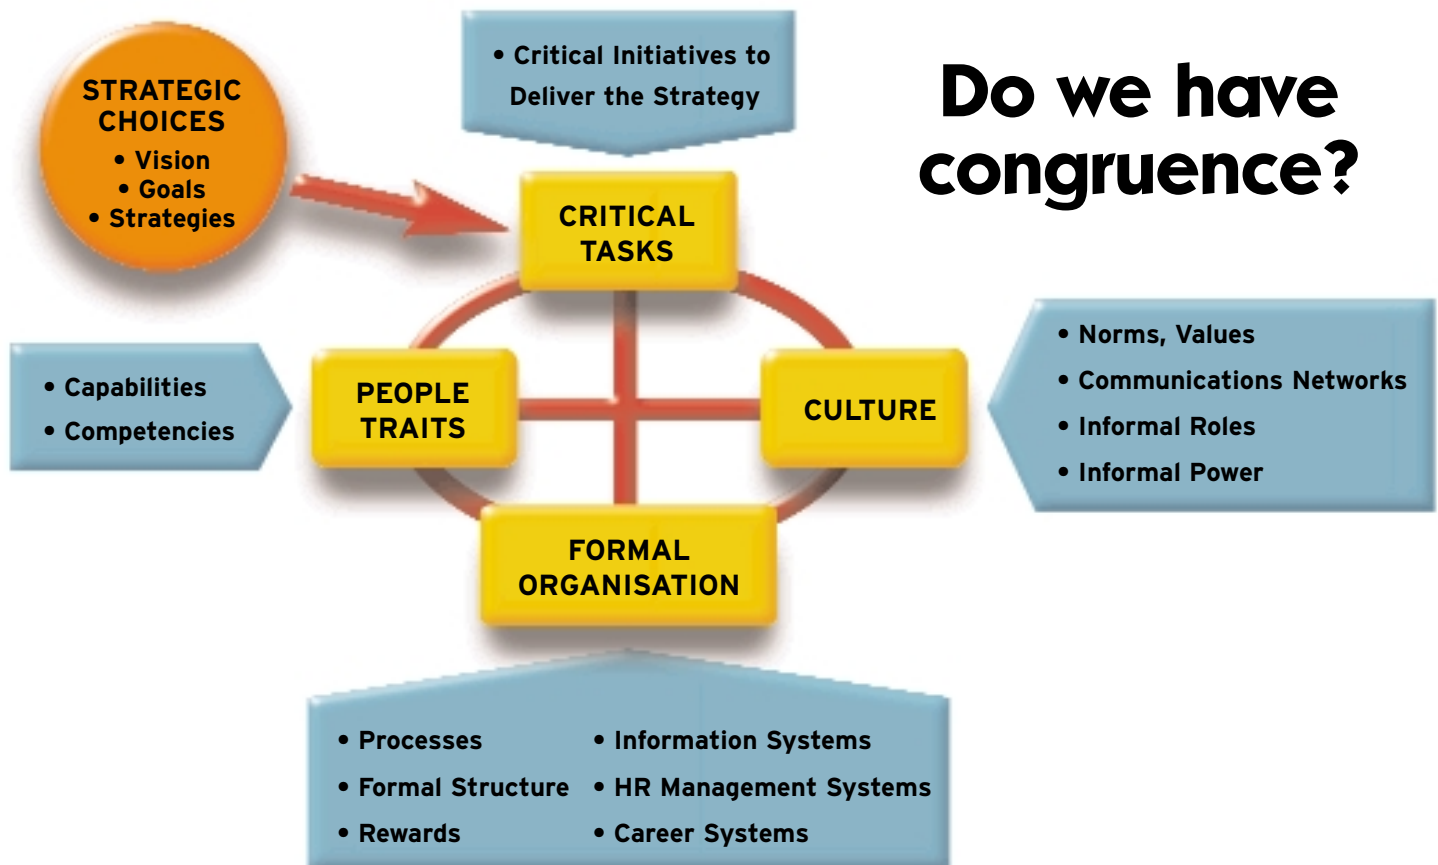 STRATEGIC
CHOICES
• Vision
• Goals
• Strategies
• Critical Initiatives to
Deliver the Strategy
Do we have
congruence?
CRITICAL
TASKS
• Capabilities
• Competencies
PEOPLE
TRAITS
CULTURE
• Norms, Values
• Communications Networks
• Informal Roles
• Informal Power
FORMAL
ORGANISATION
• Processes
• Formal Structure
• Rewards
• Information Systems
• HR Management Systems
• Career Systems